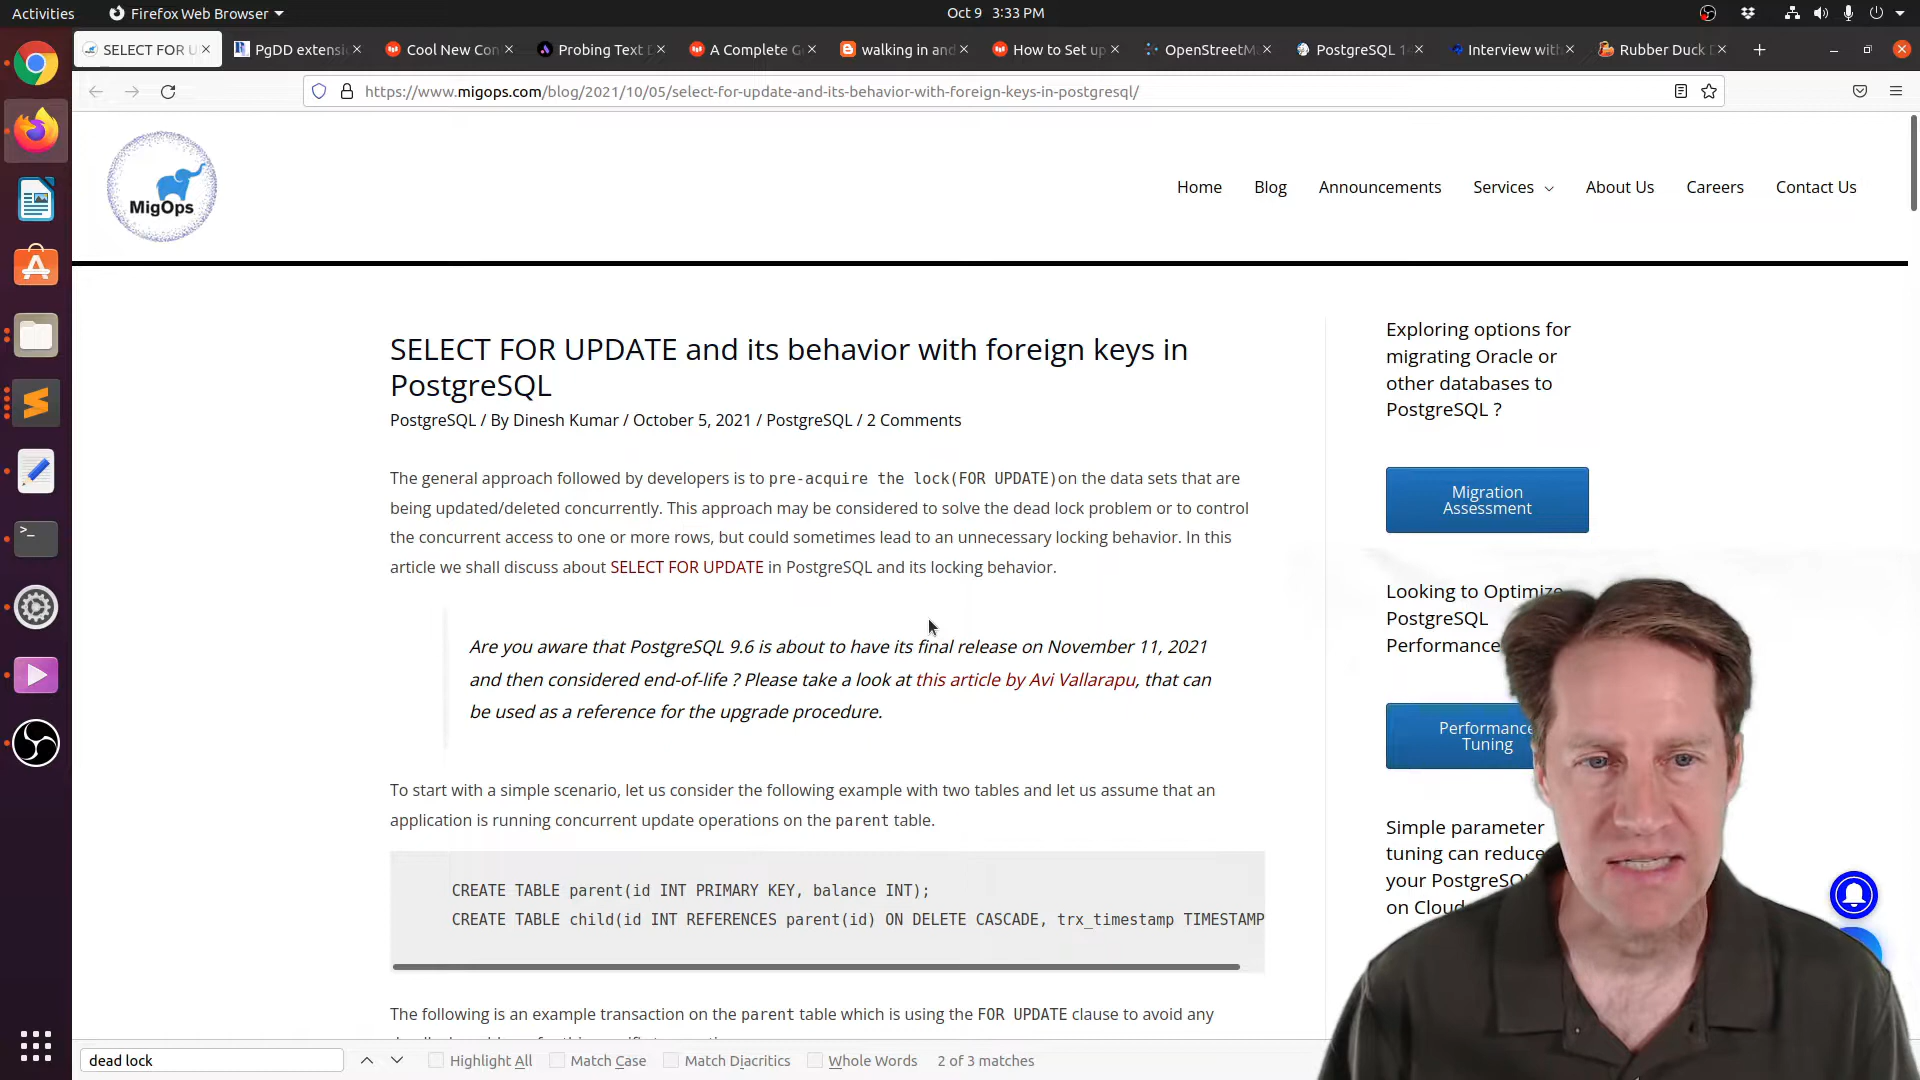 Activities
Firefox Web Browser
Oct 9 3:33 PM
SELECT FOR U
PgDD extensi
Cool New Con
Probing Text D
A Complete G
walking in and
How to Set up
OpenStreetMa
PostgreSQL 14
Interview with
Rubber Duck D
https://www.migops.com/blog/2021/10/05/select-for-update-and-its-behavior-with-foreign-keys-in-postgresql/
MigOps
Home
Blog
Announcements
Services
About Us
Careers
Contact Us
SELECT FOR UPDATE and its behavior with foreign keys in
PostgreSQL
PostgreSQL / By Dinesh Kumar / October 5, 2021 / PostgreSQL / 2 Comments
The general approach followed by developers is to pre-acquire the lock(FOR UPDATE)on the data sets that are
being updated/deleted concurrently. This approach may be considered to solve the dead lock problem or to control
the concurrent access to one or more rows, but could sometimes lead to an unnecessary locking behavior. In this
article we shall discuss about SELECT FOR UPDATE in PostgreSQL and its locking behavior.
Are you aware that PostgreSQL 9.6 is about to have its final release on November 11, 2021
and then considered end-of-life ? Please take a look at this article by Avi Vallarapu, that can
be used as a reference for the upgrade procedure.
To start with a simple scenario, let us consider the following example with two tables and let us assume that an
application is running concurrent update operations on the parent table.
CREATE TABLE parent(id INT PRIMARY KEY, balance INT);
CREATE TABLE child(id INT REFERENCES parent(id) ON DELETE CASCADE, trx_timestamp TIMESTAMP
The following is an example transaction on the parent table which is using the FOR UPDATE clause to avoid any
Exploring options for
migrating Oracle or
other databases to
PostgreSQL ?
Migration
Assessment
Looking to Optimize
PostgreSQL
Performance
Performance
Tuning
Simple parameter
tuning can reduce
your PostgreSQL
on Cloud
dead lock
Highlight All
Match Case
Match Diacritics
Whole Words
2 of 3 matches